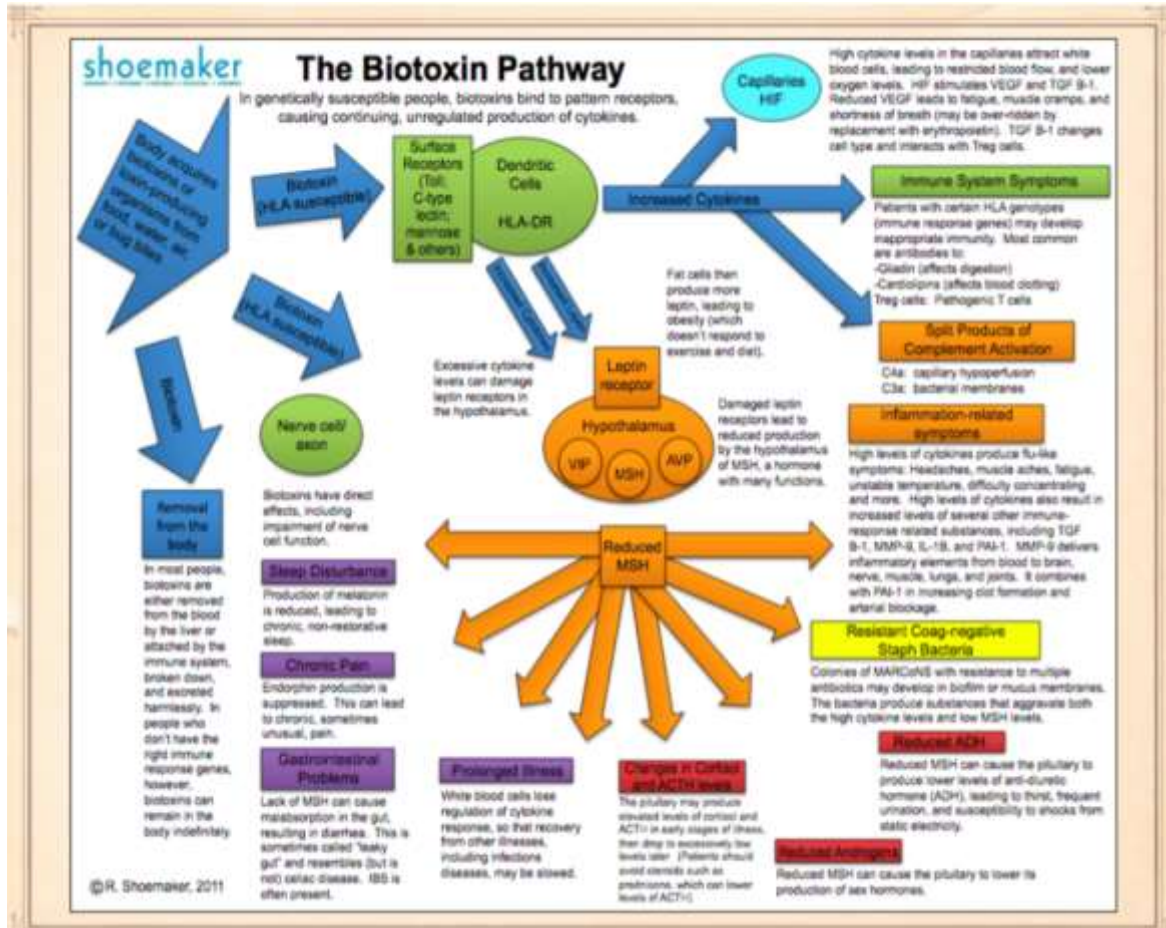 shoemaker
The Biotoxin Pathway
In genetically susceptible people, biotoxins bind to pattern receptors,
causing continuing, unregulated production of cytokines.
Body acquires
biotoxins or
toxin-producing
organisms from
food, water, air,
or bug bites
Biotoxin
(HLA susceptible)
Surface
Receptors
(Toll,
C-type
lectin,
mannose
& others)
Dendritic
Cells
HLA-DR
Increased Cytokines
Capillaries
HIF
High cytokine levels in the capillaries attract white
blood cells, leading to restricted blood flow, and lower
oxygen levels. HIF stimulates VEGF and TGF B-1.
Reduced VEGF leads to fatigue, muscle cramps, and
shortness of breath (may be over-ridden by
replacement with erythropoietin). TGF B-1 changes
cell type and interacts with Treg cells.
Immune System Symptoms
Patients with certain HLA genotypes
(immune response genes) may develop
inappropriate immunity. Most common
are antibodies to:
-Gliadin (affects digestion)
-Cardiolipins (affects blood clotting)
Treg cells: Pathogenic T cells
Split Products of
Complement Activation
C4a: capillary hypoperfusion
C3a: bacterial membranes
Biotoxin
(HLA susceptible)
Biotoxin
Fat cells then
produce more
leptin, leading to
obesity (which
doesn't respond to
exercise and diet).
Excessive cytokine
levels can damage
leptin receptors in
the hypothalamus.
Leptin
receptor
Hypothalamus
VIP
MSH
AVP
Damaged leptin
receptors lead to
reduced production
by the hypothalamus
of MSH, a hormone
with many functions.
Inflammation-related
symptoms
High levels of cytokines produce flu-like
symptoms: Headaches, muscle aches, fatigue,
unstable temperature, difficulty concentrating
and more. High levels of cytokines also result in
increased levels of several other immune-
response related substances, including TGF
B-1, MMP-9, IL-1B, and PAI-1. MMP-9 delivers
inflammatory elements from blood to brain,
nerve, muscle, lungs, and joints. It combines
with PAI-1 in increasing clot formation and
arterial blockage.
Nerve cell/
axon
Biotoxins have direct
effects, including
impairment of nerve
cell function.
Removal
from the
body
In most people,
biotoxins are
either removed
from the blood
by the liver or
attached by the
immune system,
broken down,
and excreted
harmlessly. In
people who
don't have the
right immune
response genes,
however,
biotoxins can
remain in the
body indefinitely.
Reduced
MSH
Sleep Disturbance
Production of melatonin
is reduced, leading to
chronic, non-restorative
sleep.
Chronic Pain
Endorphin production is
suppressed. This can lead
to chronic, sometimes
unusual, pain.
Gastrointestinal
Problems
Lack of MSH can cause
malabsorption in the gut,
resulting in diarrhea. This is
sometimes called "leaky
gut" and resembles (but is
not) celiac disease. IBS is
often present.
Prolonged Illness
White blood cells lose
regulation of cytokine
response, so that recovery
from other illnesses,
including infectious
diseases, may be slowed.
Changes in Cortisol
and ACTH levels
The pituitary may produce
elevated levels of cortisol and
ACTH in early stages of illness,
then drop to excessively low
levels later. (Patients should
avoid steroids such as
prednisone, which can lower
levels of ACTH)
Resistant Coag-negative
Staph Bacteria
Colonies of MARCoNS with resistance to multiple
antibiotics may develop in biofilm or mucus membranes.
The bacteria produce substances that aggravate both
the high cytokine levels and low MSH levels.
Reduced ADH
Reduced MSH can cause the pituitary to
produce lower levels of anti-diuretic
hormone (ADH), leading to thirst, frequent
urination, and susceptibility to shocks from
static electricity.
Reduced Androgens
Reduced MSH can cause the pituitary to lower its
production of sex hormones.
©R. Shoemaker, 2011